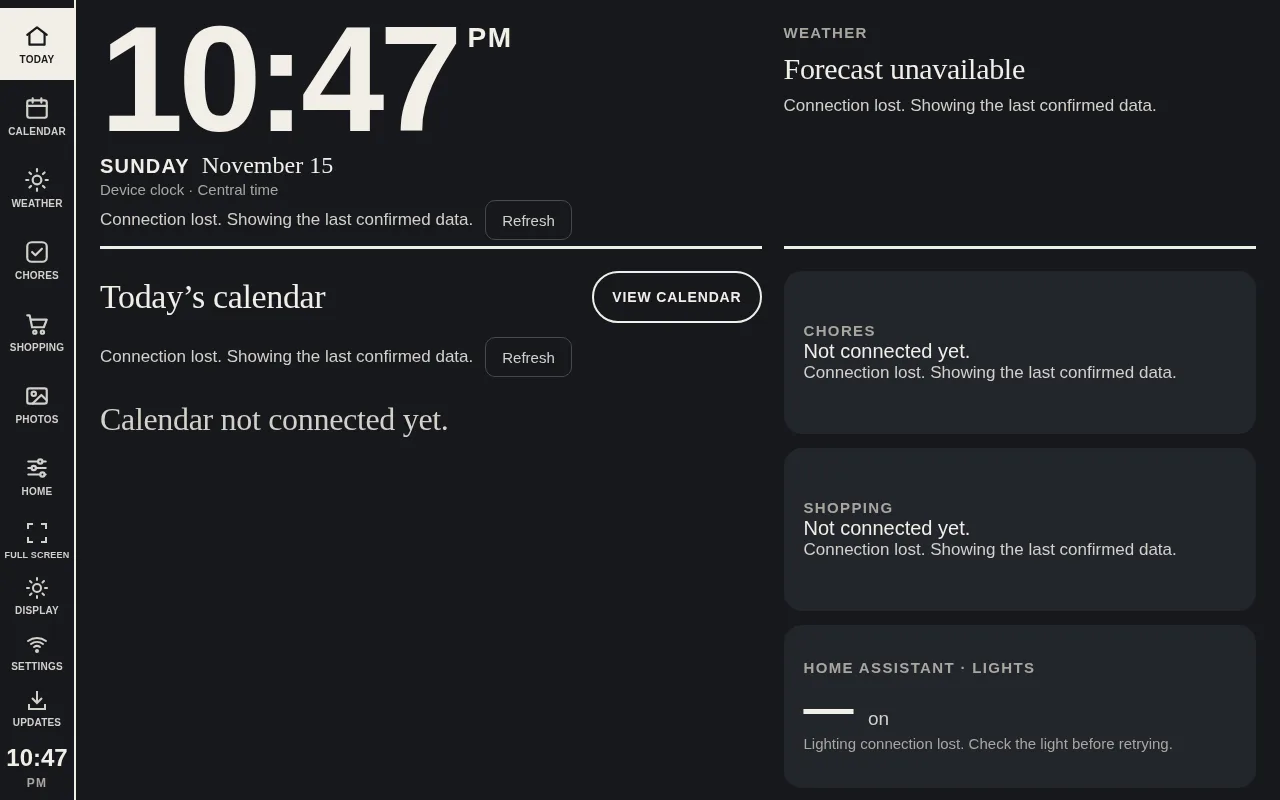 TODAY
CALENDAR
WEATHER
CHORES
SHOPPING
PHOTOS
HOME
FULL SCREEN
DISPLAY
SETTINGS
UPDATES
10:47
PM
10:47 PM
SUNDAY November 15
Device clock · Central time
Connection lost. Showing the last confirmed data. Refresh
WEATHER
Forecast unavailable
Connection lost. Showing the last confirmed data.
Today’s calendar VIEW CALENDAR
Connection lost. Showing the last confirmed data. Refresh
Calendar not connected yet.
CHORES
Not connected yet.
Connection lost. Showing the last confirmed data.
SHOPPING
Not connected yet.
Connection lost. Showing the last confirmed data.
HOME ASSISTANT · LIGHTS
— on
Lighting connection lost. Check the light before retrying.